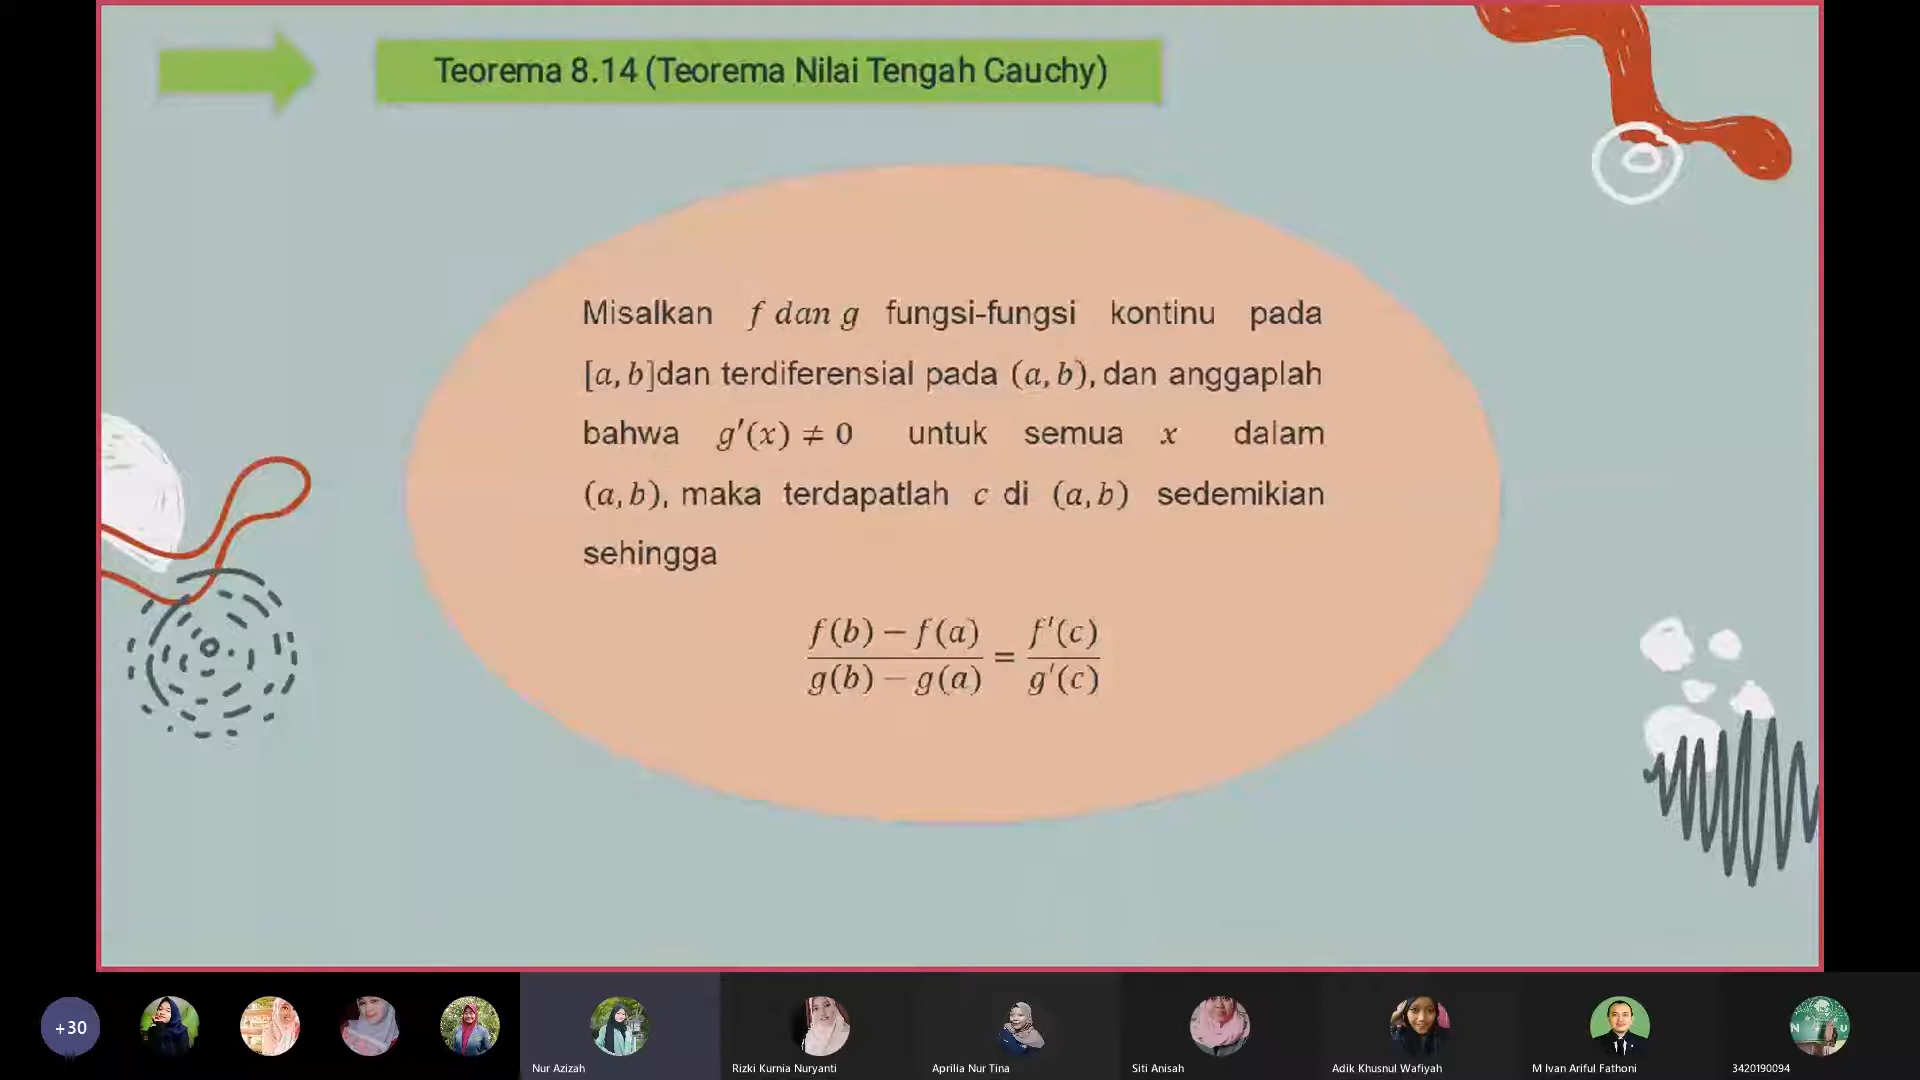 Teorema 8.14 (Teorema Nilai Tengah Cauchy)
Misalkan f dan g fungsi-fungsi kontinu pada
[a, b]dan terdiferensial pada (a, b), dan anggaplah
bahwa g′(x) ≠ 0 untuk semua x dalam
(a, b), maka terdapatlah c di (a, b) sedemikian
sehingga
f(b) − f(a) / g(b) − g(a) = f′(c) / g′(c)
+30
Nur Azizah
Rizki Kurnia Nuryanti
Aprilia Nur Tina
Siti Anisah
Adik Khusnul Wafiyah
M Ivan Ariful Fathoni
3420190094